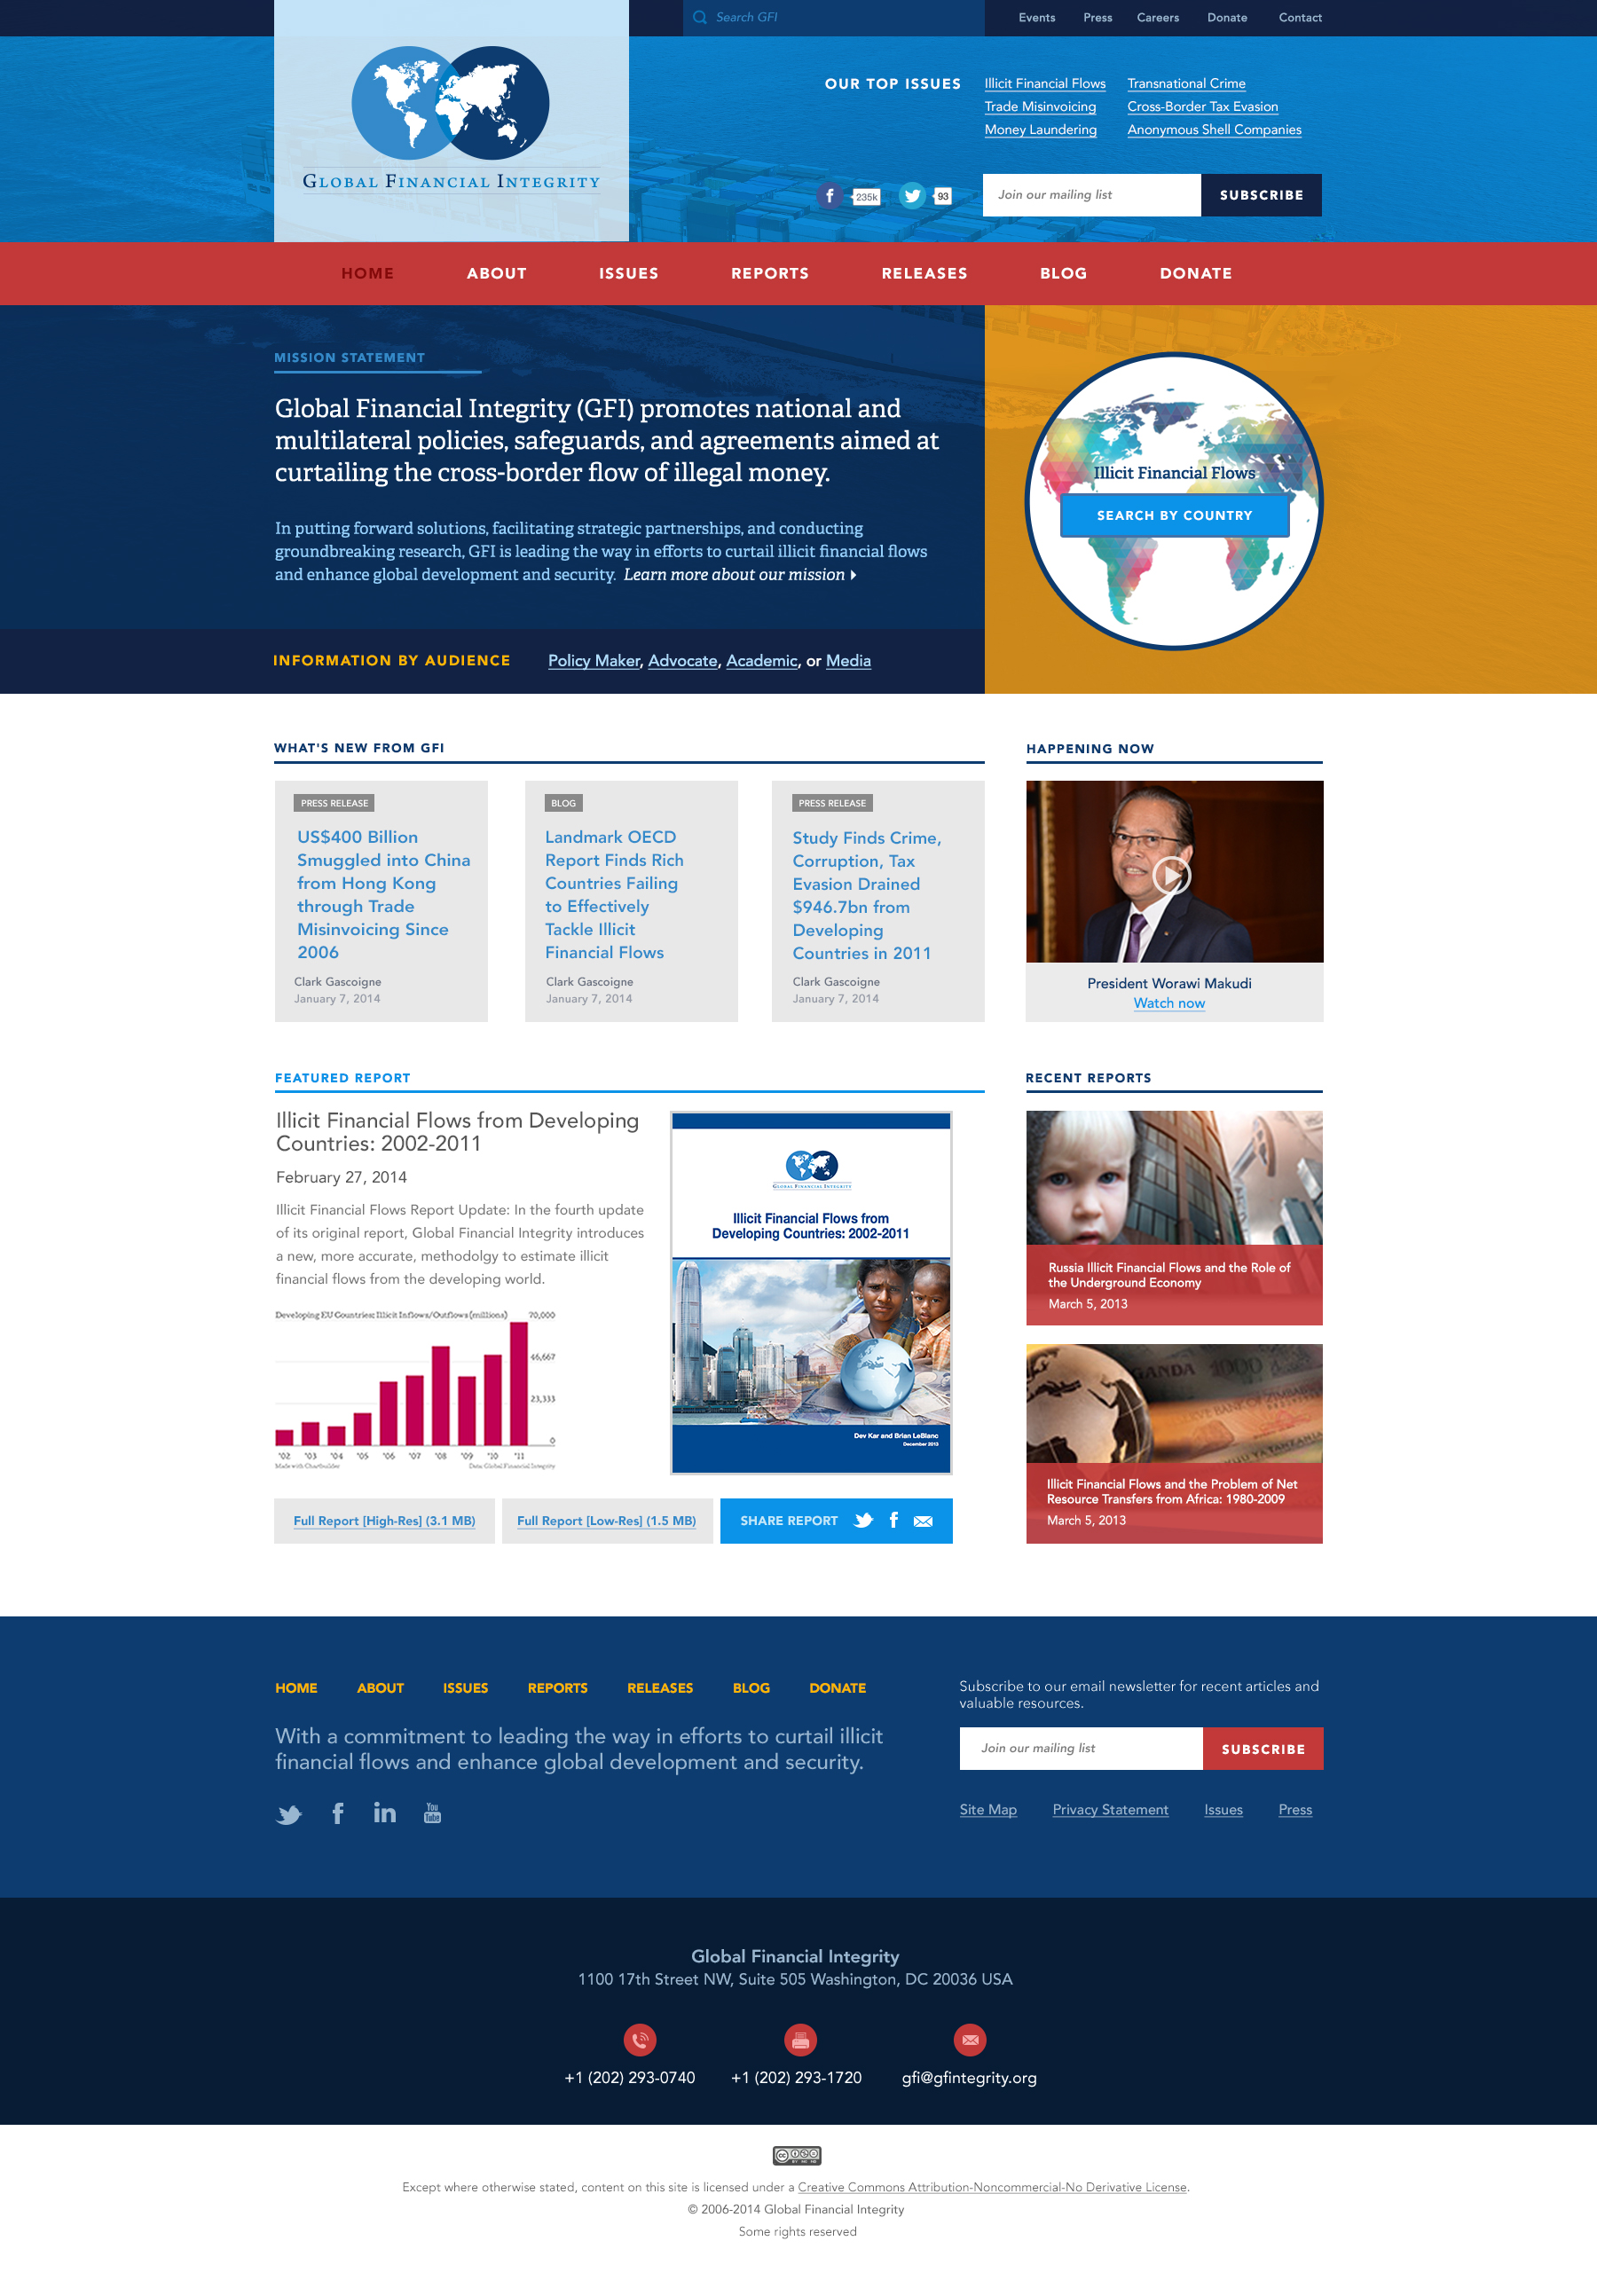 Search GFI
Events Press Careers Donate Contact
GLOBAL FINANCIAL INTEGRITY
OUR TOP ISSUES
Illicit Financial Flows Transnational Crime
Trade Misinvoicing Cross-Border Tax Evasion
Money Laundering Anonymous Shell Companies
f 235k 93
Join our mailing list SUBSCRIBE
HOME ABOUT ISSUES REPORTS RELEASES BLOG DONATE
MISSION STATEMENT
Global Financial Integrity (GFI) promotes national and
multilateral policies, safeguards, and agreements aimed at
curtailing the cross-border flow of illegal money.
In putting forward solutions, facilitating strategic partnerships, and conducting
groundbreaking research, GFI is leading the way in efforts to curtail illicit financial flows
and enhance global development and security. Learn more about our mission
Illicit Financial Flows
SEARCH BY COUNTRY
INFORMATION BY AUDIENCE Policy Maker, Advocate, Academic, or Media
WHAT'S NEW FROM GFI
PRESS RELEASE
US$400 Billion
Smuggled into China
from Hong Kong
through Trade
Misinvoicing Since
2006
Clark Gascoigne
January 7, 2014
BLOG
Landmark OECD
Report Finds Rich
Countries Failing
to Effectively
Tackle Illicit
Financial Flows
Clark Gascoigne
January 7, 2014
PRESS RELEASE
Study Finds Crime,
Corruption, Tax
Evasion Drained
$946.7bn from
Developing
Countries in 2011
Clark Gascoigne
January 7, 2014
HAPPENING NOW
President Worawi Makudi
Watch now
FEATURED REPORT
Illicit Financial Flows from Developing
Countries: 2002-2011
February 27, 2014
Illicit Financial Flows Report Update: In the fourth update
of its original report, Global Financial Integrity introduces
a new, more accurate, methodolgy to estimate illicit
financial flows from the developing world.
Developing EU Countries: Illicit Inflows/Outflows (millions) 70,000
46,667
23,333
0
'02 '03 '04 '05 '06 '07 '08 '09 '10 '11
Made with Chartbuilder Data: Global Financial Integrity
GLOBAL FINANCIAL INTEGRITY
Illicit Financial Flows from
Developing Countries: 2002-2011
Dev Kar and Brian LeBlanc
December 2013
Full Report [High-Res] (3.1 MB) Full Report [Low-Res] (1.5 MB) SHARE REPORT f
RECENT REPORTS
Russia Illicit Financial Flows and the Role of
the Underground Economy
March 5, 2013
Illicit Financial Flows and the Problem of Net
Resource Transfers from Africa: 1980-2009
March 5, 2013
HOME ABOUT ISSUES REPORTS RELEASES BLOG DONATE
With a commitment to leading the way in efforts to curtail illicit
financial flows and enhance global development and security.
f in You Tube
Subscribe to our email newsletter for recent articles and
valuable resources.
Join our mailing list SUBSCRIBE
Site Map Privacy Statement Issues Press
Global Financial Integrity
1100 17th Street NW, Suite 505 Washington, DC 20036 USA
+1 (202) 293-0740 +1 (202) 293-1720 gfi@gfintegrity.org
cc BY NC ND
Except where otherwise stated, content on this site is licensed under a Creative Commons Attribution-Noncommercial-No Derivative License.
© 2006-2014 Global Financial Integrity
Some rights reserved